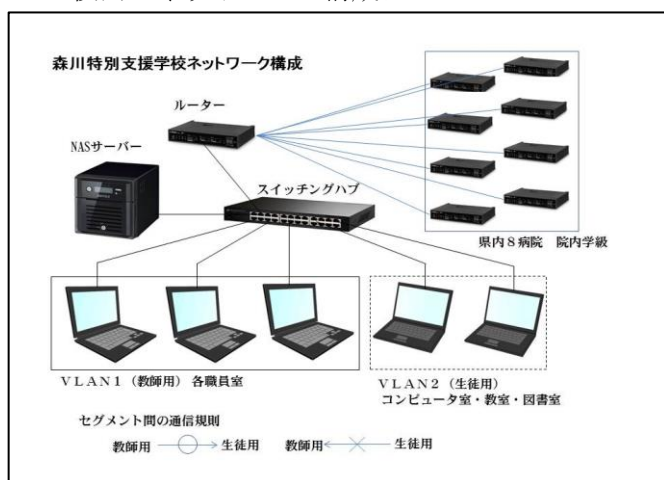 森川特別支援学校ネットワーク構成
ルーター
NASサーバー
スイッチングハブ
県内8病院 院内学級
VLAN1（教師用）各職員室
VLAN2（生徒用）
コンピュータ室・教室・図書室
セグメント間の通信規則
教師用 生徒用 教師用 生徒用